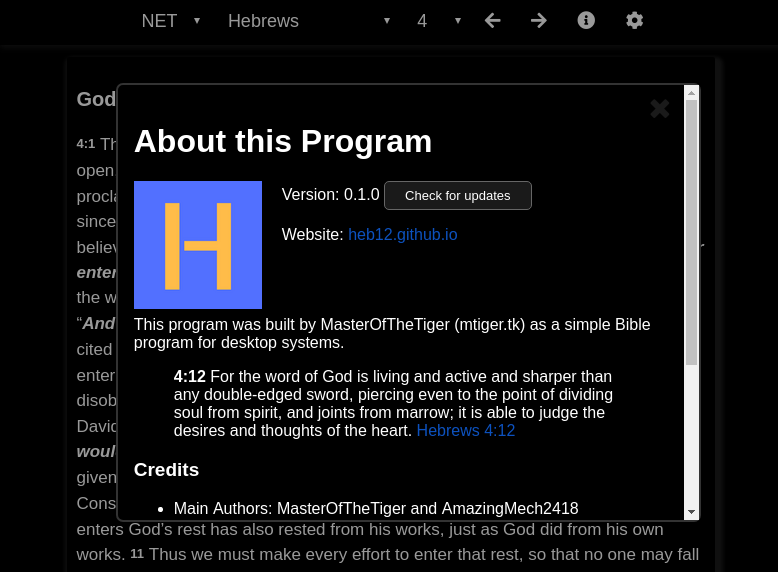 NET Hebrews 4
God
About this Program
4:1 Th
open
H
Version: 0.1.0 Check for updates
procla
since
Website: heb12.github.io
believ r
enter
the w
“And
This program was built by MasterOfTheTiger (mtiger.tk) as a simple Bible
program for desktop systems.
cited
enter
4:12 For the word of God is living and active and sharper than
any double-edged sword, piercing even to the point of dividing
soul from spirit, and joints from marrow; it is able to judge the
desires and thoughts of the heart. Hebrews 4:12
disob
David
would
given
Credits
Cons
Main Authors: MasterOfTheTiger and AmazingMech2418
enters God’s rest has also rested from his works, just as God did from his own
works. 11 Thus we must make every effort to enter that rest, so that no one may fall